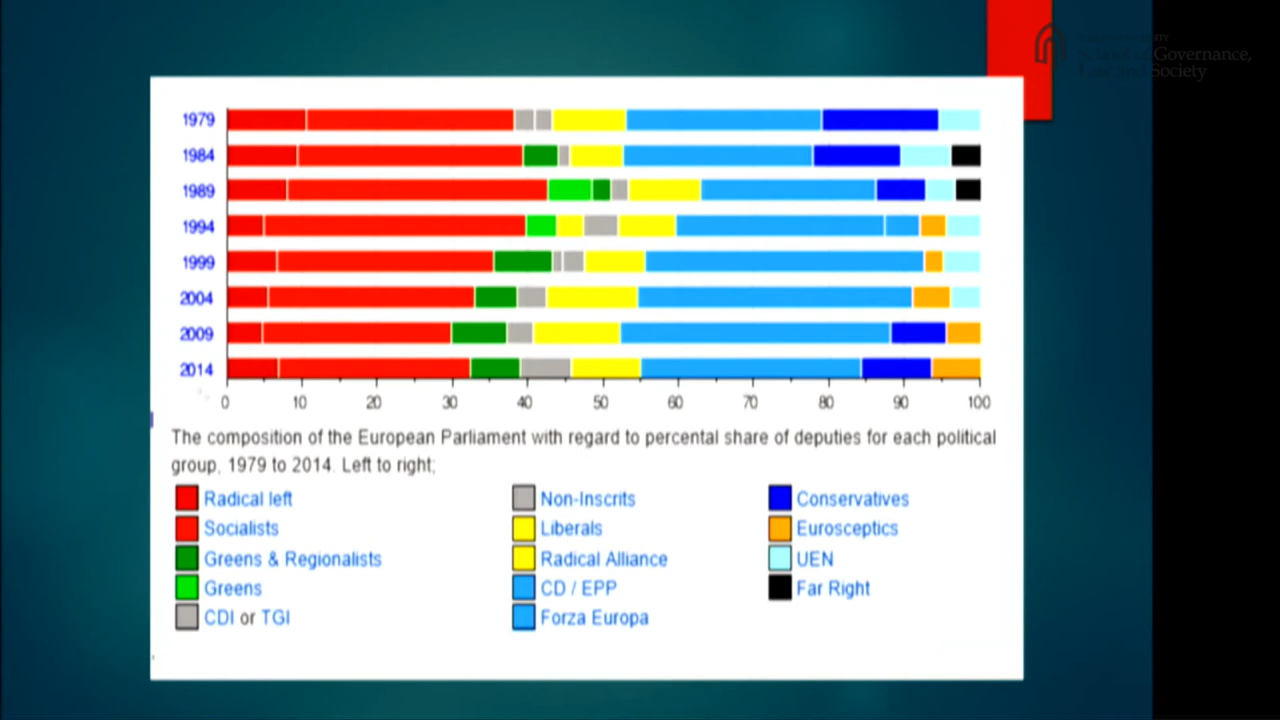 School of Governance,
Law and Society
1979
1984
1989
1994
1999
2004
2009
2014
0 10 20 30 40 50 60 70 80 90 100
The composition of the European Parliament with regard to percental share of deputies for each political
group, 1979 to 2014. Left to right;
Radical left
Socialists
Greens & Regionalists
Greens
CDI or TGI
Non-Inscrits
Liberals
Radical Alliance
CD / EPP
Forza Europa
Conservatives
Eurosceptics
UEN
Far Right